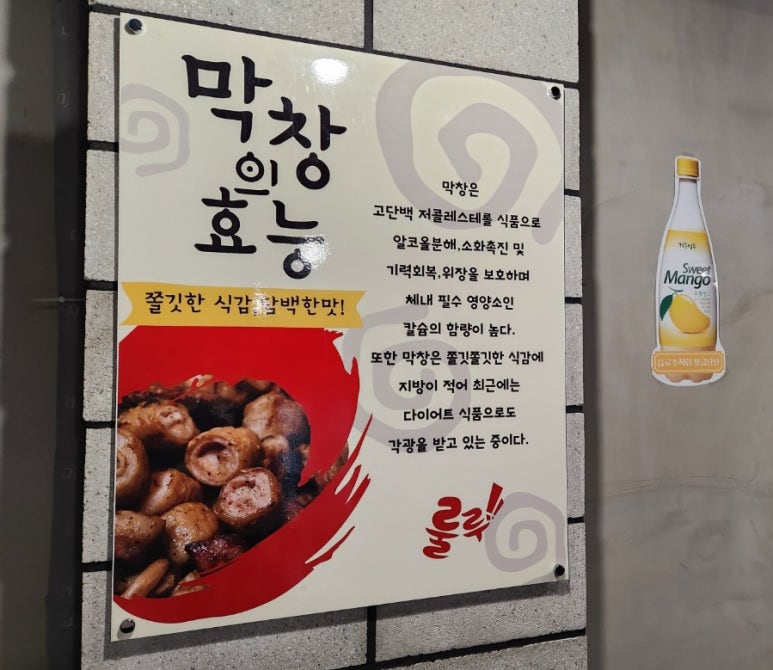 막창
의
효능
쫄깃한 식감,담백한맛!
막창은
고단백 저콜레스테롤 식품으로
알코올분해,소화촉진 및
기력회복,위장을 보호하며
체내 필수 영양소인
칼슘의 함량이 높다.
또한 막창은 쫄깃쫄깃한 식감에
지방이 적어 최근에는
다이어트 식품으로도
각광을 받고 있는 중이다.
룰루!!
Sweet
Mango